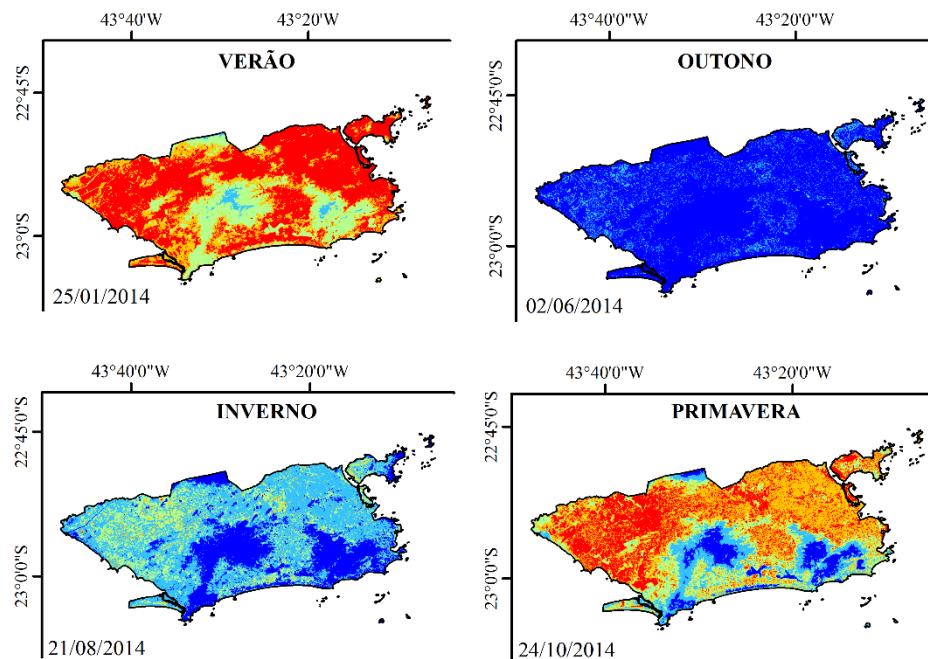 43°40'0"W 43°20'0"W
VERÃO
22°45'S
23°0'S
25/01/2014
43°40'0"W 43°20'0"W
OUTONO
22°45'S
23°0'0"S
02/06/2014
43°40'0"W 43°20'0"W
INVERNO
22°45'S
23°0'0"S
21/08/2014
43°40'0"W 43°20'0"W
PRIMAVERA
22°45'S
23°0'0"S
24/10/2014